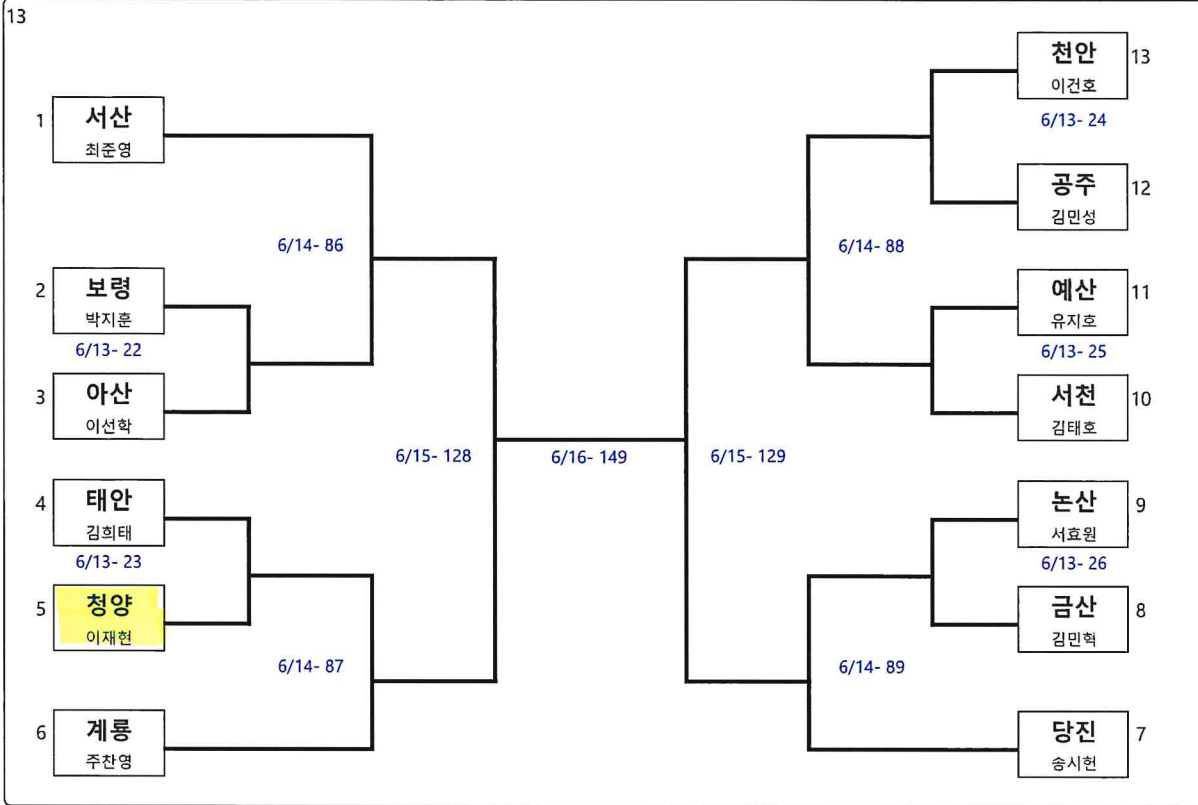 13
1
서산
최준영
6/14- 86
2
보령
박지훈
6/13- 22
3
아산
이선학
6/15- 128
4
태안
김희태
6/13- 23
5
청양
이재현
6/14- 87
6
계룡
주찬영
6/16- 149
천안
13
이건호
6/13- 24
공주
12
김민성
6/14- 88
예산
11
유지호
6/13- 25
서천
10
김태호
6/15- 129
논산
9
서효원
6/13- 26
금산
8
김민혁
6/14- 89
당진
7
송시헌